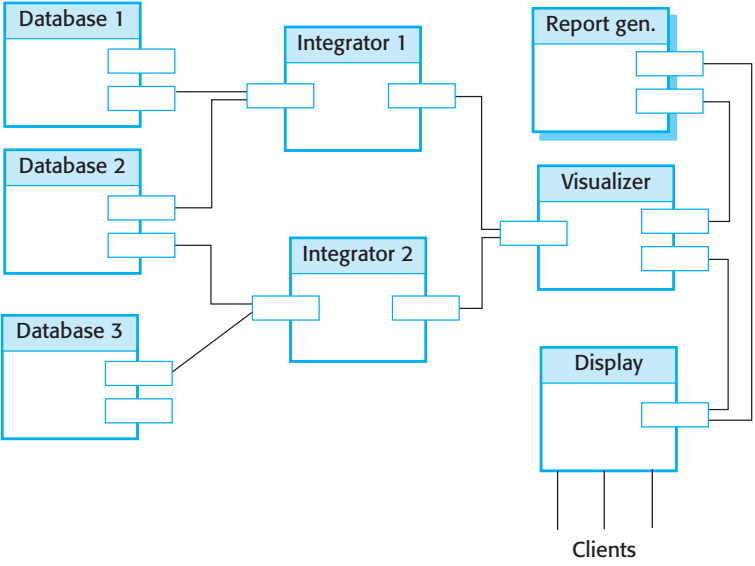 Database 1
Integrator 1
Report gen.
Database 2
Visualizer
Integrator 2
Database 3
Display
Clients